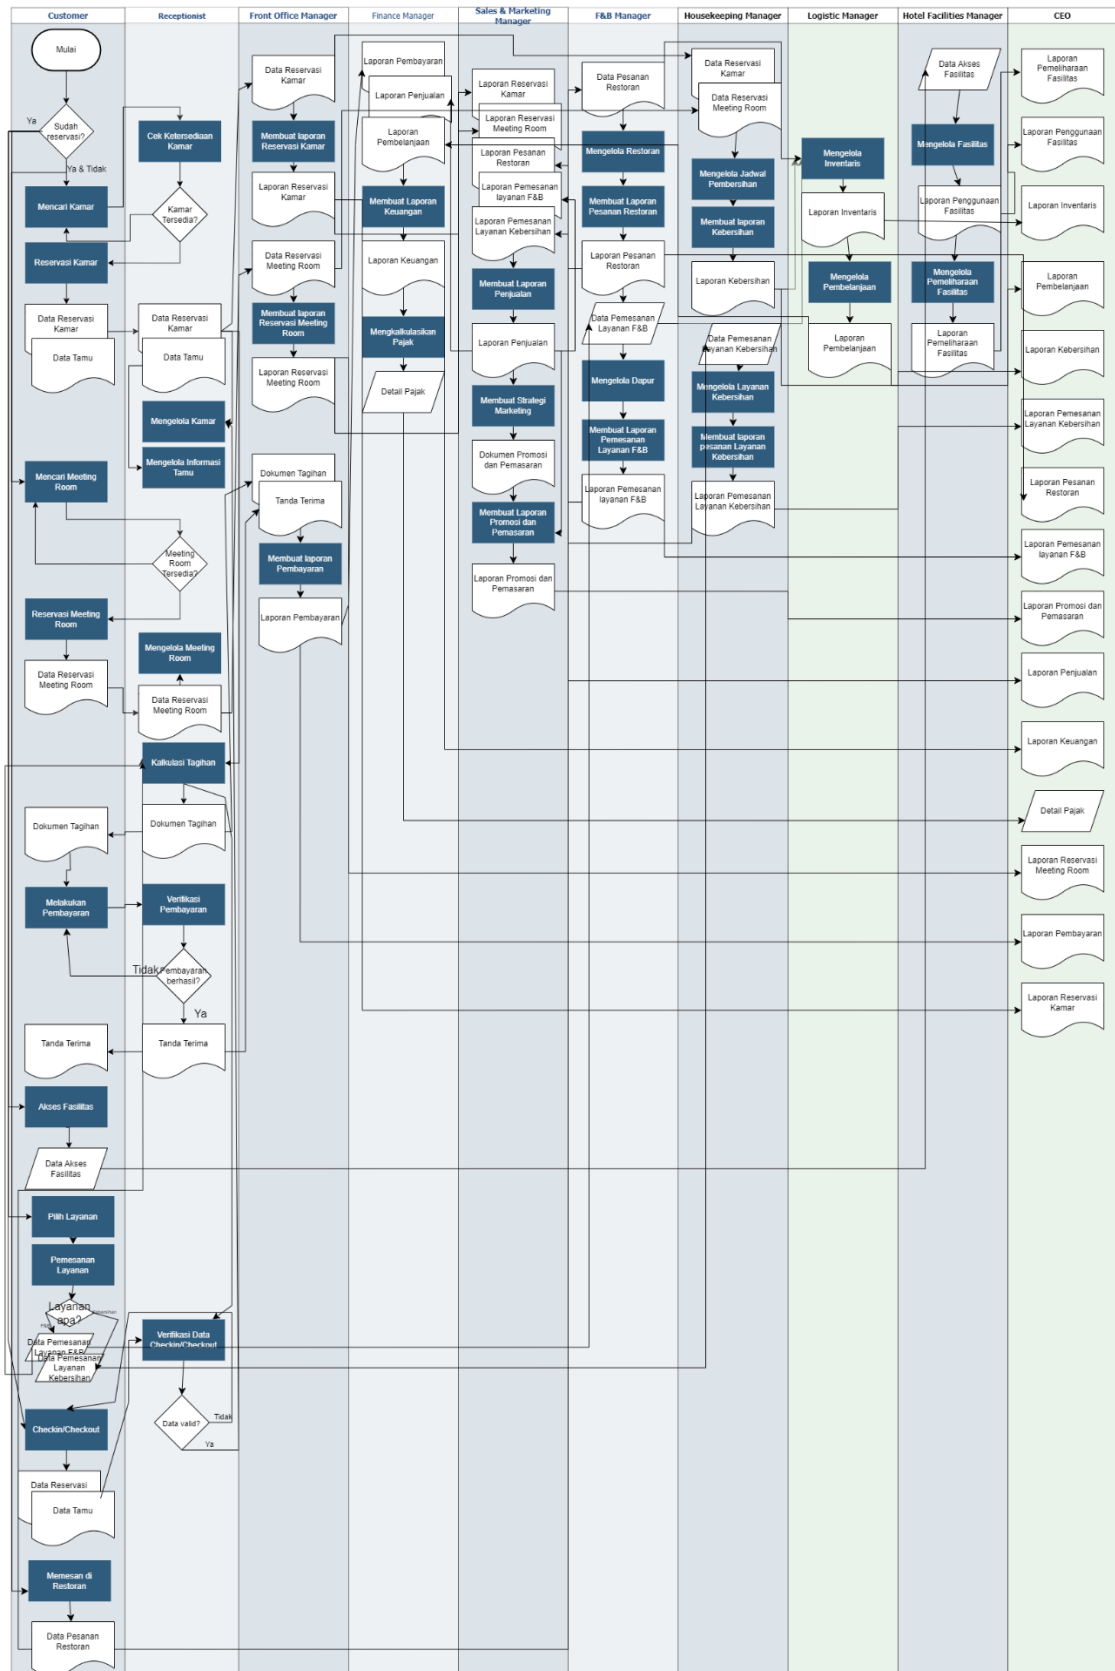 Customer
Receptionist
Front Office Manager
Finance Manager
Sales & Marketing
Manager
F&B Manager
Housekeeping Manager
Logistic Manager
Hotel Facilities Manager
CEO
Mulai
Ya
Sudah
reservasi?
Ya & Tidak
Mencari Kamar
Reservasi Kamar
Data Reservasi
Kamar
Data Tamu
Mencari Meeting
Room
Reservasi Meeting
Room
Data Reservasi
Meeting Room
Dokumen Tagihan
Melakukan
Pembayaran
Tanda Terima
Akses Fasilitas
Data Akses
Fasilitas
Pilih Layanan
Pemesanan
Layanan
Layanan
apa?
F&B
Kebersihan
Data Pemesanan
Layanan F&B
Data Pemesanan
Layanan
Kebersihan
Checkin/Checkout
Data Reservasi
Data Tamu
Memesan di
Restoran
Data Pesanan
Restoran
Cek Ketersediaan
Kamar
Kamar
Tersedia?
Data Reservasi
Kamar
Data Tamu
Mengelola Kamar
Mengelola Informasi
Tamu
Meeting
Room
Tersedia?
Mengelola Meeting
Room
Data Reservasi
Meeting Room
Kalkulasi Tagihan
Dokumen Tagihan
Verifikasi
Pembayaran
Tidak
Pembayaran
berhasil?
Ya
Tanda Terima
Verifikasi Data
Checkin/Checkout
Data valid?
Tidak
Ya
Data Reservasi
Kamar
Membuat laporan
Reservasi Kamar
Laporan Reservasi
Kamar
Data Reservasi
Meeting Room
Membuat laporan
Reservasi Meeting
Room
Laporan Reservasi
Meeting Room
Dokumen Tagihan
Tanda Terima
Membuat laporan
Pembayaran
Laporan Pembayaran
Laporan Pembayaran
Laporan Penjualan
Laporan
Pembelanjaan
Membuat Laporan
Keuangan
Laporan Keuangan
Mengkalkulasikan
Pajak
Detail Pajak
Laporan Reservasi
Kamar
Laporan Reservasi
Meeting Room
Laporan Pesanan
Restoran
Laporan Pemesanan
layanan F&B
Laporan Pemesanan
Layanan Kebersihan
Membuat Laporan
Penjualan
Laporan Penjualan
Membuat Strategi
Marketing
Dokumen Promosi
dan Pemasaran
Membuat Laporan
Promosi dan
Pemasaran
Laporan Promosi dan
Pemasaran
Data Pesanan
Restoran
Mengelola Restoran
Membuat Laporan
Pesanan Restoran
Laporan Pesanan
Restoran
Data Pemesanan
Layanan F&B
Mengelola Dapur
Membuat Laporan
Pemesanan
Layanan F&B
Laporan Pemesanan
layanan F&B
Data Reservasi
Kamar
Data Reservasi
Meeting Room
Mengelola Jadwal
Pembersihan
Membuat laporan
Kebersihan
Laporan Kebersihan
Data Pemesanan
Layanan Kebersihan
Mengelola Layanan
Kebersihan
Membuat laporan
pesanan Layanan
Kebersihan
Laporan Pemesanan
Layanan Kebersihan
Mengelola
Inventaris
Laporan Inventaris
Mengelola
Pembelanjaan
Laporan
Pembelanjaan
Data Akses
Fasilitas
Mengelola Fasilitas
Laporan Penggunaan
Fasilitas
Mengelola
Pemeliharaan
Fasilitas
Laporan
Pemeliharaan
Fasilitas
Laporan
Pemeliharaan
Fasilitas
Laporan Penggunaan
Fasilitas
Laporan Inventaris
Laporan
Pembelanjaan
Laporan Kebersihan
Laporan Pemesanan
Layanan Kebersihan
Laporan Pesanan
Restoran
Laporan Pemesanan
layanan F&B
Laporan Promosi dan
Pemasaran
Laporan Penjualan
Laporan Keuangan
Detail Pajak
Laporan Reservasi
Meeting Room
Laporan Pembayaran
Laporan Reservasi
Kamar